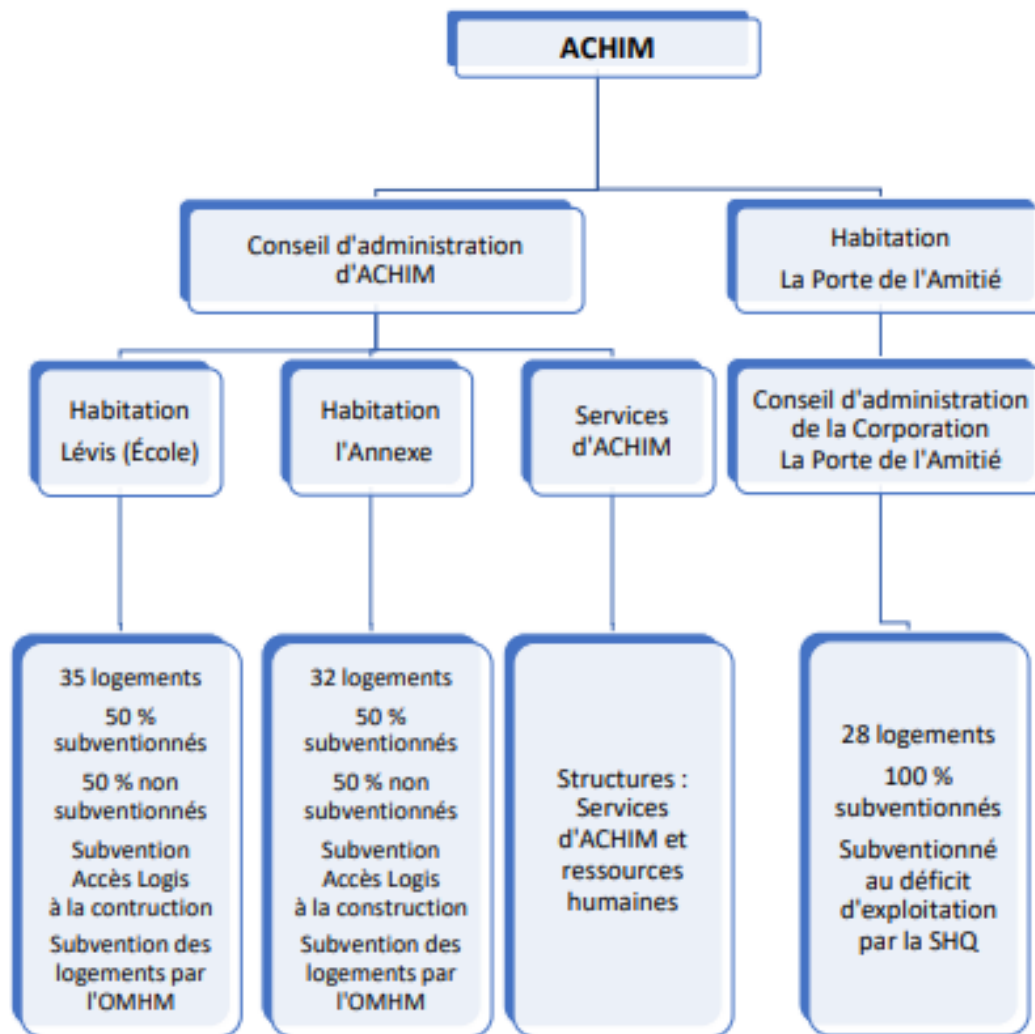 ACHIM
Conseil d'administration
d'ACHIM
Habitation
La Porte de l'Amitié
Habitation
Lévis (École)
Habitation
l'Annexe
Services
d'ACHIM
Conseil d'administration
de la Corporation
La Porte de l'Amitié
35 logements
50 %
subventionnés
50 % non
subventionnés
Subvention
Accès Logis
à la contruction
Subvention des
logements par
l'OMHM
32 logements
50 %
subventionnés
50 % non
subventionnés
Subvention
Accès Logis
à la construction
Subvention des
logements par
l'OMHM
Structures :
Services
d'ACHIM et
ressources
humaines
28 logements
100 %
subventionnés
Subventionné
au déficit
d'exploitation
par la SHQ